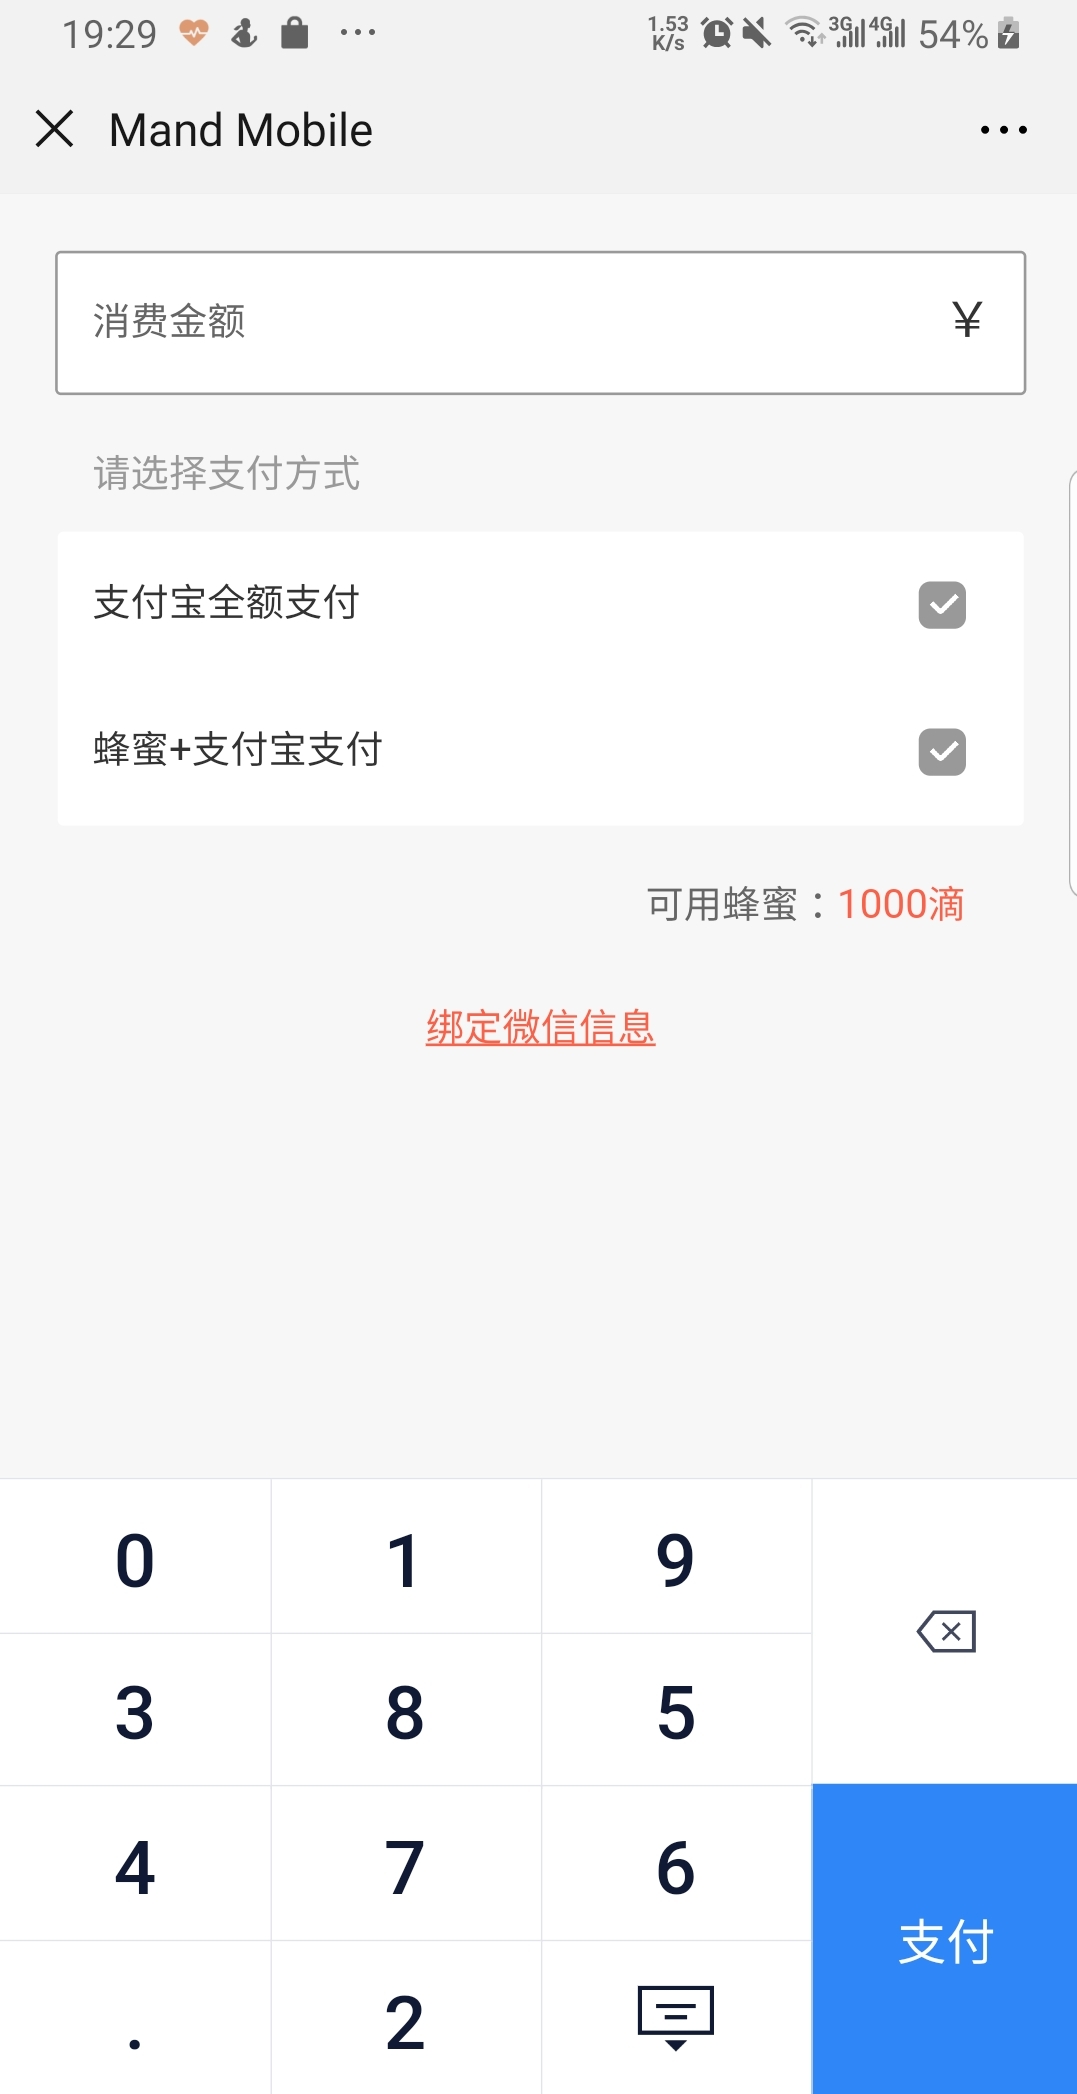 19:29 1.53 K/s 3G 4G 54%
Mand Mobile
消费金额 ¥
请选择支付方式
支付宝全额支付
蜂蜜+支付宝支付
可用蜂蜜：1000滴
绑定微信信息
0 1 9
3 8 5
4 7 6
支付
. 2